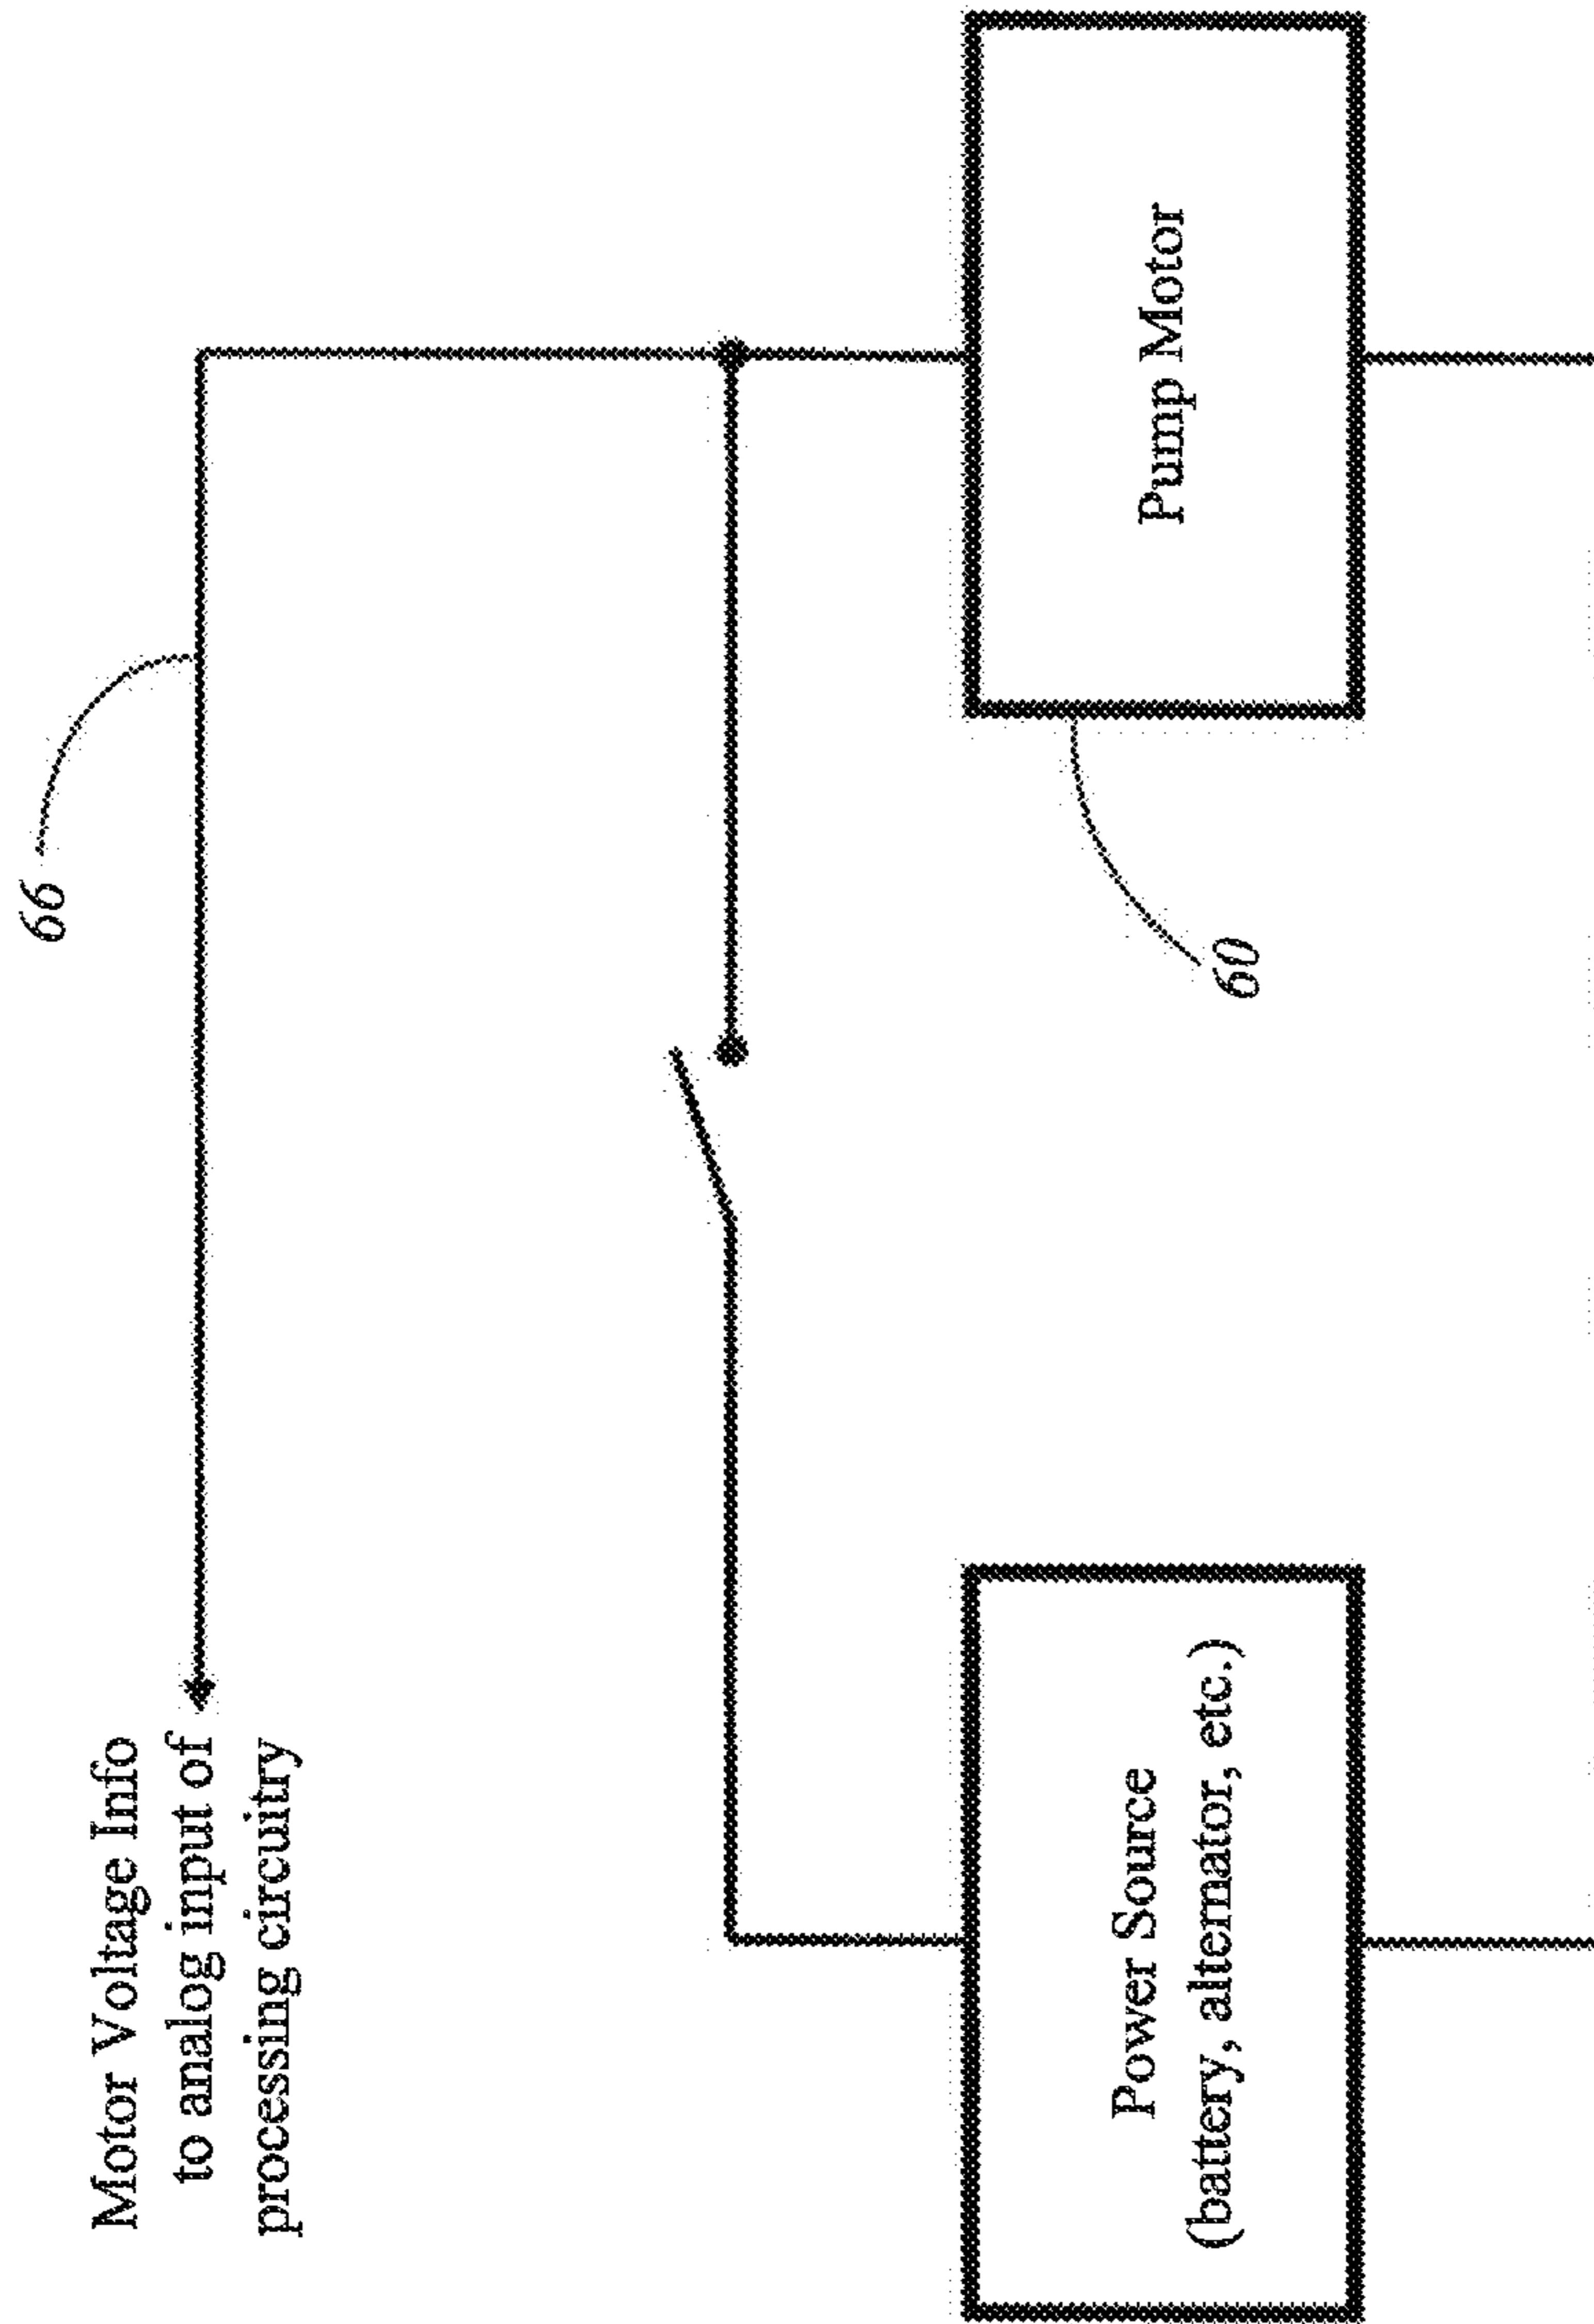 Motor Voltage Info
to analog input of
processing circuitry
66
Power Source
(battery, alternator, etc.)
60
Pump Motor